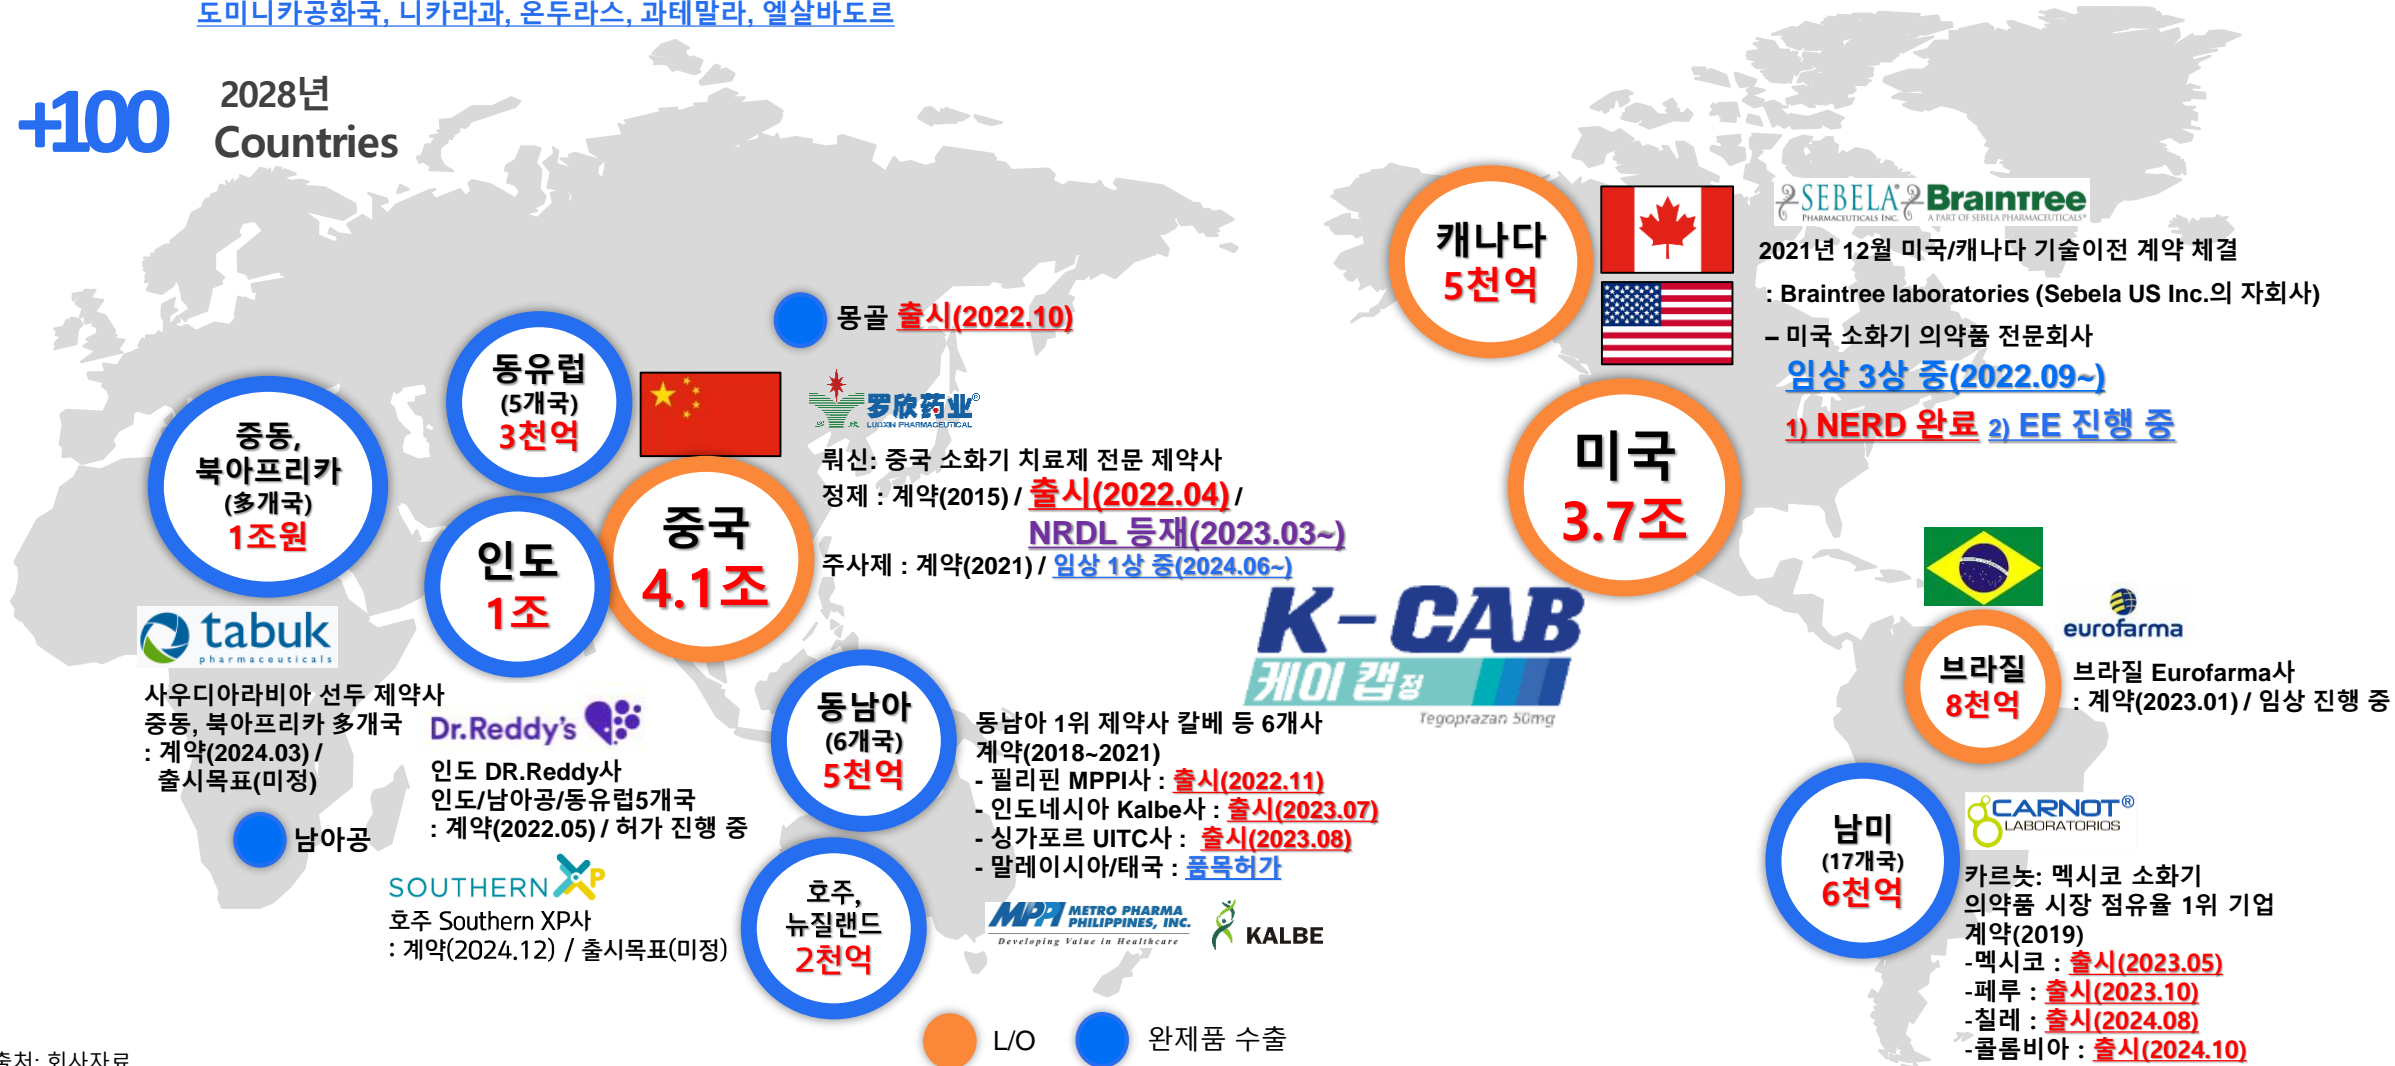 도미니카공화국, 니카라과, 온두라스, 과테말라, 엘살바도르
+100
2028년
Countries
몽골 출시(2022.10)
동유럽
(5개국)
3천억
중동,
북아프리카
(多개국)
1조원
인도
1조
중국
4.1조
罗欣药业®
LUOXIN PHARMACEUTICAL
뤄신: 중국 소화기 치료제 전문 제약사
정제 : 계약(2015) / 출시(2022.04) /
NRDL 등재(2023.03~)
주사제 : 계약(2021) / 임상 1상 중(2024.06~)
캐나다
5천억
SEBELA®
PHARMACEUTICALS INC.
Braintree
A PART OF SEBELA PHARMACEUTICALS®
2021년 12월 미국/캐나다 기술이전 계약 체결
: Braintree laboratories (Sebela US Inc.의 자회사)
– 미국 소화기 의약품 전문회사
임상 3상 중(2022.09~)
1) NERD 완료 2) EE 진행 중
미국
3.7조
K-CAB
케이캡정
Tegoprazan 50mg
eurofarma
브라질
8천억
브라질 Eurofarma사
: 계약(2023.01) / 임상 진행 중
tabuk
pharmaceuticals
사우디아라비아 선두 제약사
중동, 북아프리카 多개국
: 계약(2024.03) /
출시목표(미정)
남아공
Dr.Reddy's
인도 DR.Reddy사
인도/남아공/동유럽5개국
: 계약(2022.05) / 허가 진행 중
SOUTHERN XP
호주 Southern XP사
: 계약(2024.12) / 출시목표(미정)
동남아
(6개국)
5천억
동남아 1위 제약사 칼베 등 6개사
계약(2018~2021)
- 필리핀 MPPI사 : 출시(2022.11)
- 인도네시아 Kalbe사 : 출시(2023.07)
- 싱가포르 UITC사 : 출시(2023.08)
- 말레이시아/태국 : 품목허가
호주,
뉴질랜드
2천억
MPPI METRO PHARMA
PHILIPPINES, INC.
Developing Value in Healthcare
KALBE
남미
(17개국)
6천억
CARNOT®
LABORATORIOS
카르놋: 멕시코 소화기
의약품 시장 점유율 1위 기업
계약(2019)
-멕시코 : 출시(2023.05)
-페루 : 출시(2023.10)
-칠레 : 출시(2024.08)
-콜롬비아 : 출시(2024.10)
L/O
완제품 수출
출처: 회사자료